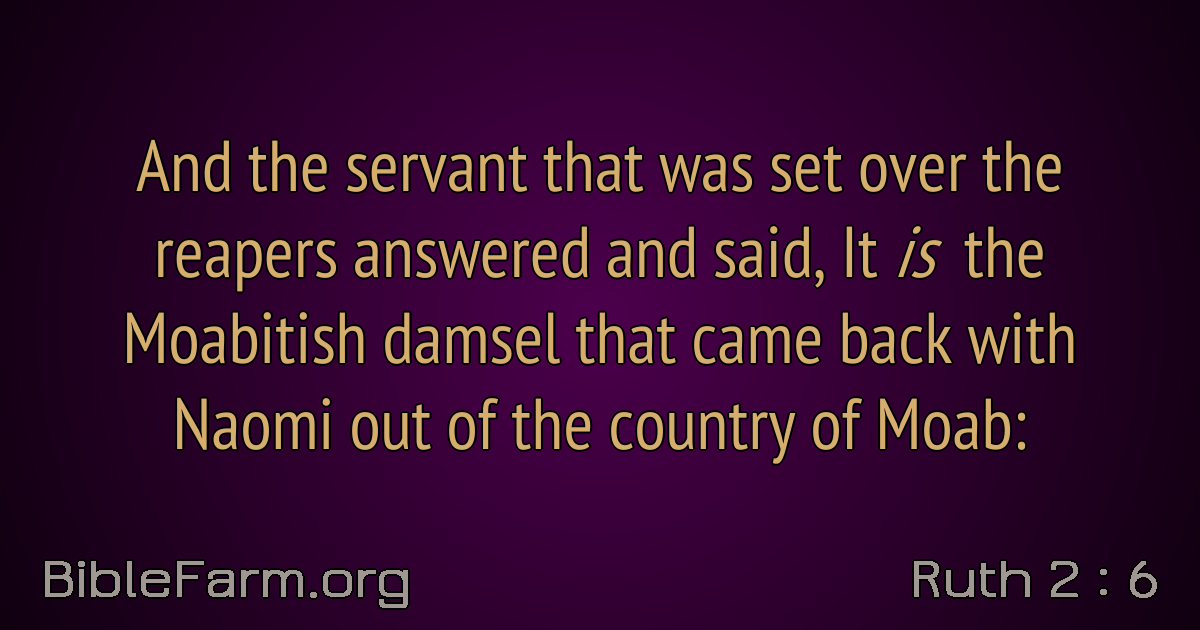 And the servant that was set over the
reapers answered and said, It is the
Moabitish damsel that came back with
Naomi out of the country of Moab:
BibleFarm.org
Ruth 2 : 6